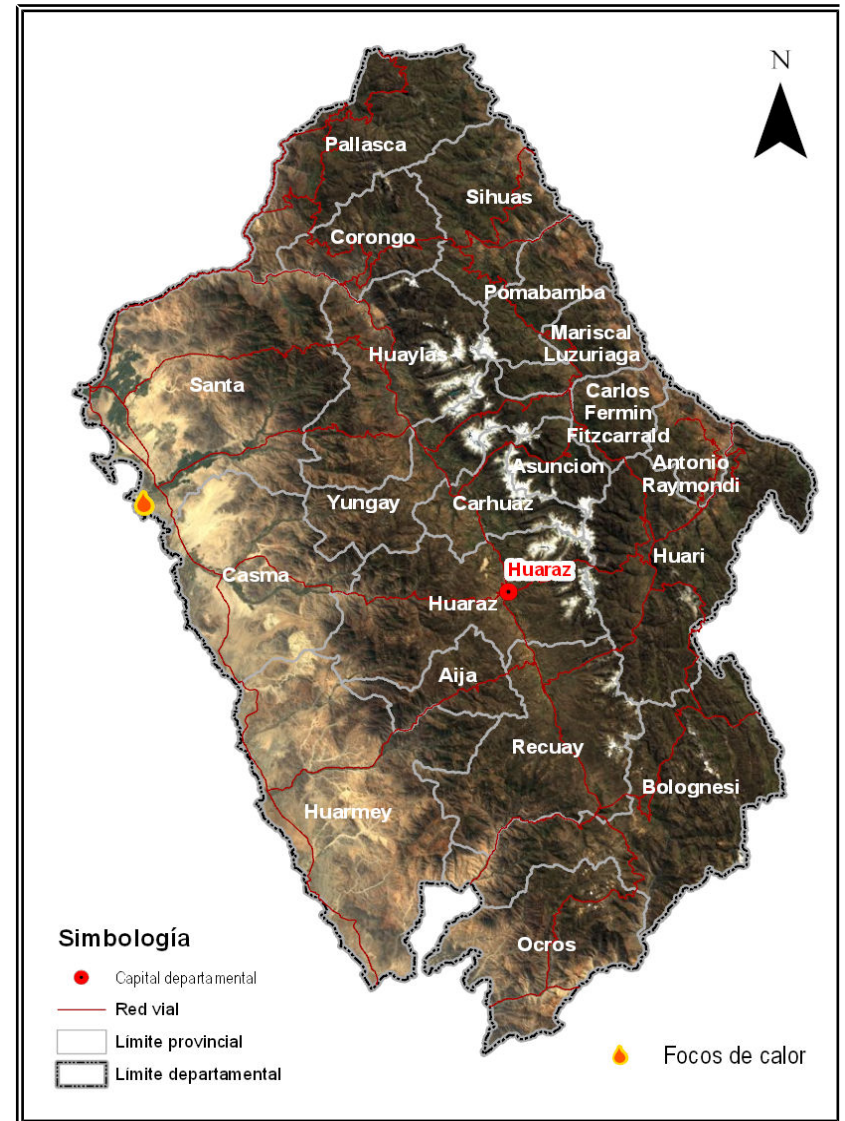 N
Pallasca
Sihuas
Corongo
Pomabamba
Mariscal
Luzuriaga
Huaylas
Santa
Carlos
Fermin
Fitzcarrald
Asuncion
Antonio
Raymondi
Yungay
Carhuaz
Huari
Huaraz
Casma
Huaraz
Aija
Recuay
Bolognesi
Huarmey
Ocros
Simbología
Capital departamental
Red vial
Límite provincial
Límite departamental
Focos de calor